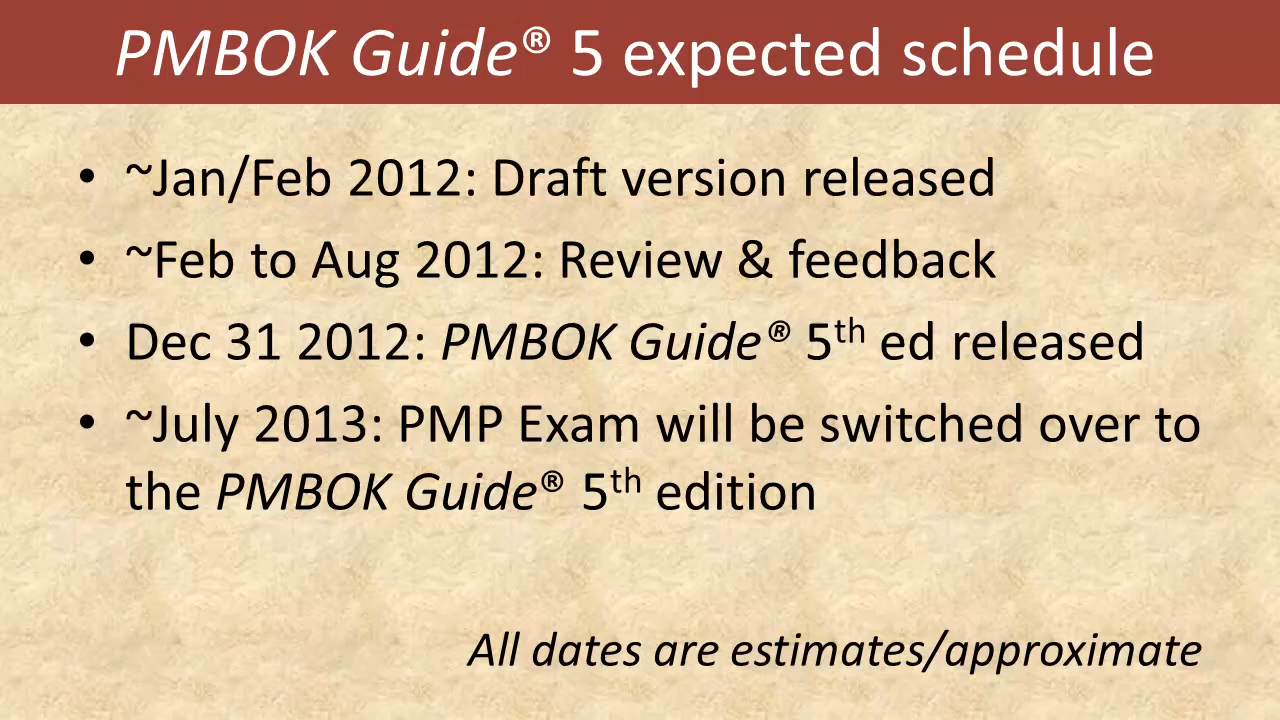 PMBOK Guide® 5 expected schedule
• ~Jan/Feb 2012: Draft version released
• ~Feb to Aug 2012: Review & feedback
• Dec 31 2012: PMBOK Guide® 5th ed released
• ~July 2013: PMP Exam will be switched over to
the PMBOK Guide® 5th edition
All dates are estimates/approximate